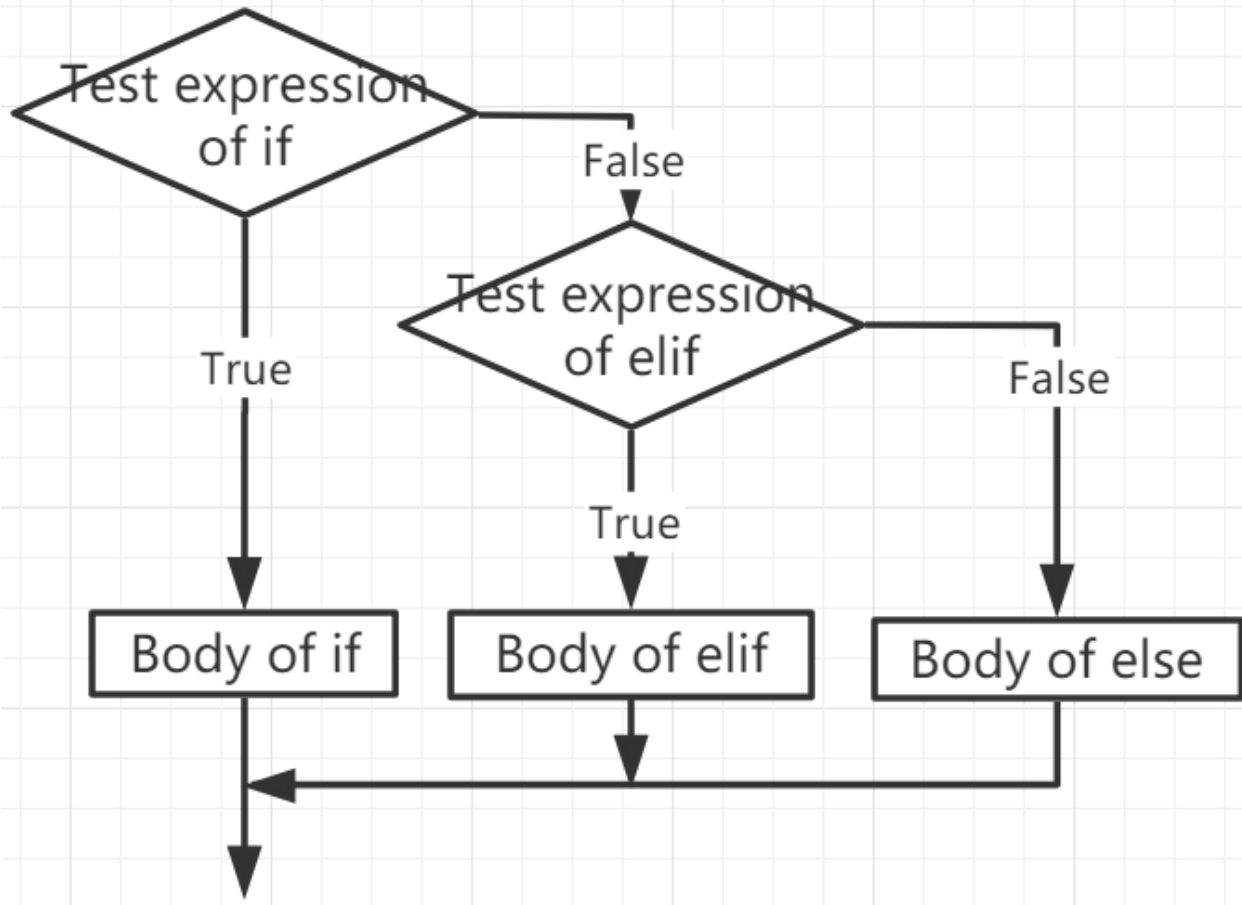 Test expression
of if
False
Test expression
of elif
True
False
True
Body of if
Body of elif
Body of else